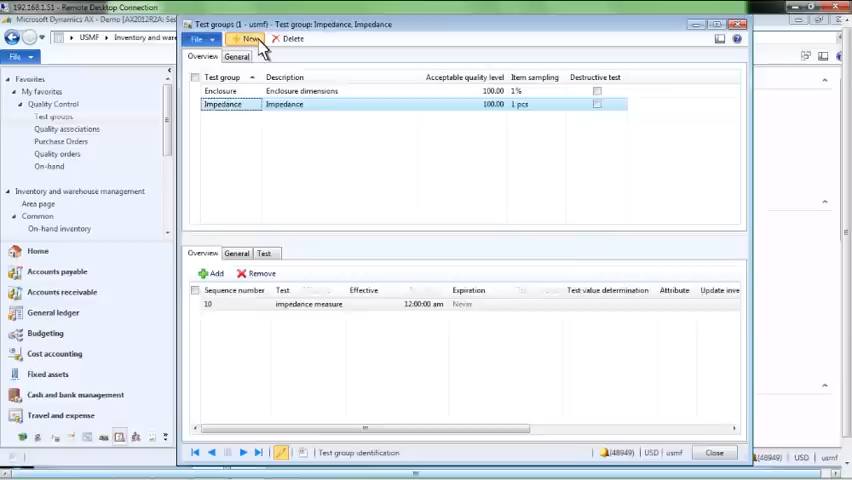 192.168.1.51 - Remote Desktop Connection
Microsoft Dynamics AX - Demo [AX2012R2A: Sess
USMF
Inventory and ware
File
Favorites
My favorites
Quality Control
Test groups
Quality associations
Purchase Orders
Quality orders
On-hand
Inventory and warehouse management
Area page
Common
On-hand inventory
Home
Accounts payable
Accounts receivable
General ledger
Budgeting
Cost accounting
Fixed assets
Cash and bank management
Travel and expense
Test groups (1 - usmf) - Test group: Impedance, Impedance
File
New
Delete
Overview
General
Test group
Description
Acceptable quality level
Item sampling
Destructive test
Enclosure
Enclosure dimensions
100.00
1%
Impedance
Impedance
100.00
1 pcs
Overview
General
Test
Add
Remove
Sequence number
Test
Effective
Expiration
Test value determination
Attribute
Update inve
10
impedance measure
12:00:00 am
Never
Test group identification
(48949)
USD
usmf
Close
(48949)
USD